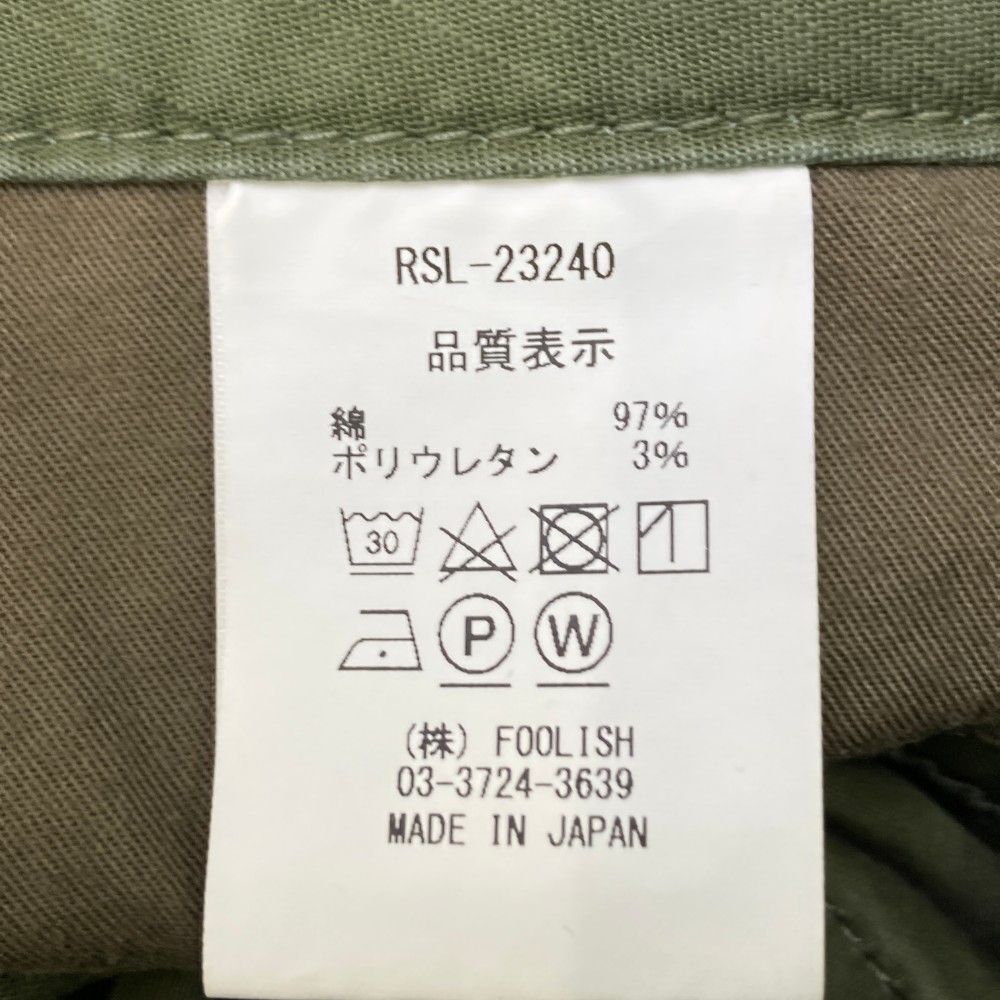 RSL-23240
品質表示
綿 97%
ポリウレタン 3%
30
P W
(株) FOOLISH
03-3724-3639
MADE IN JAPAN